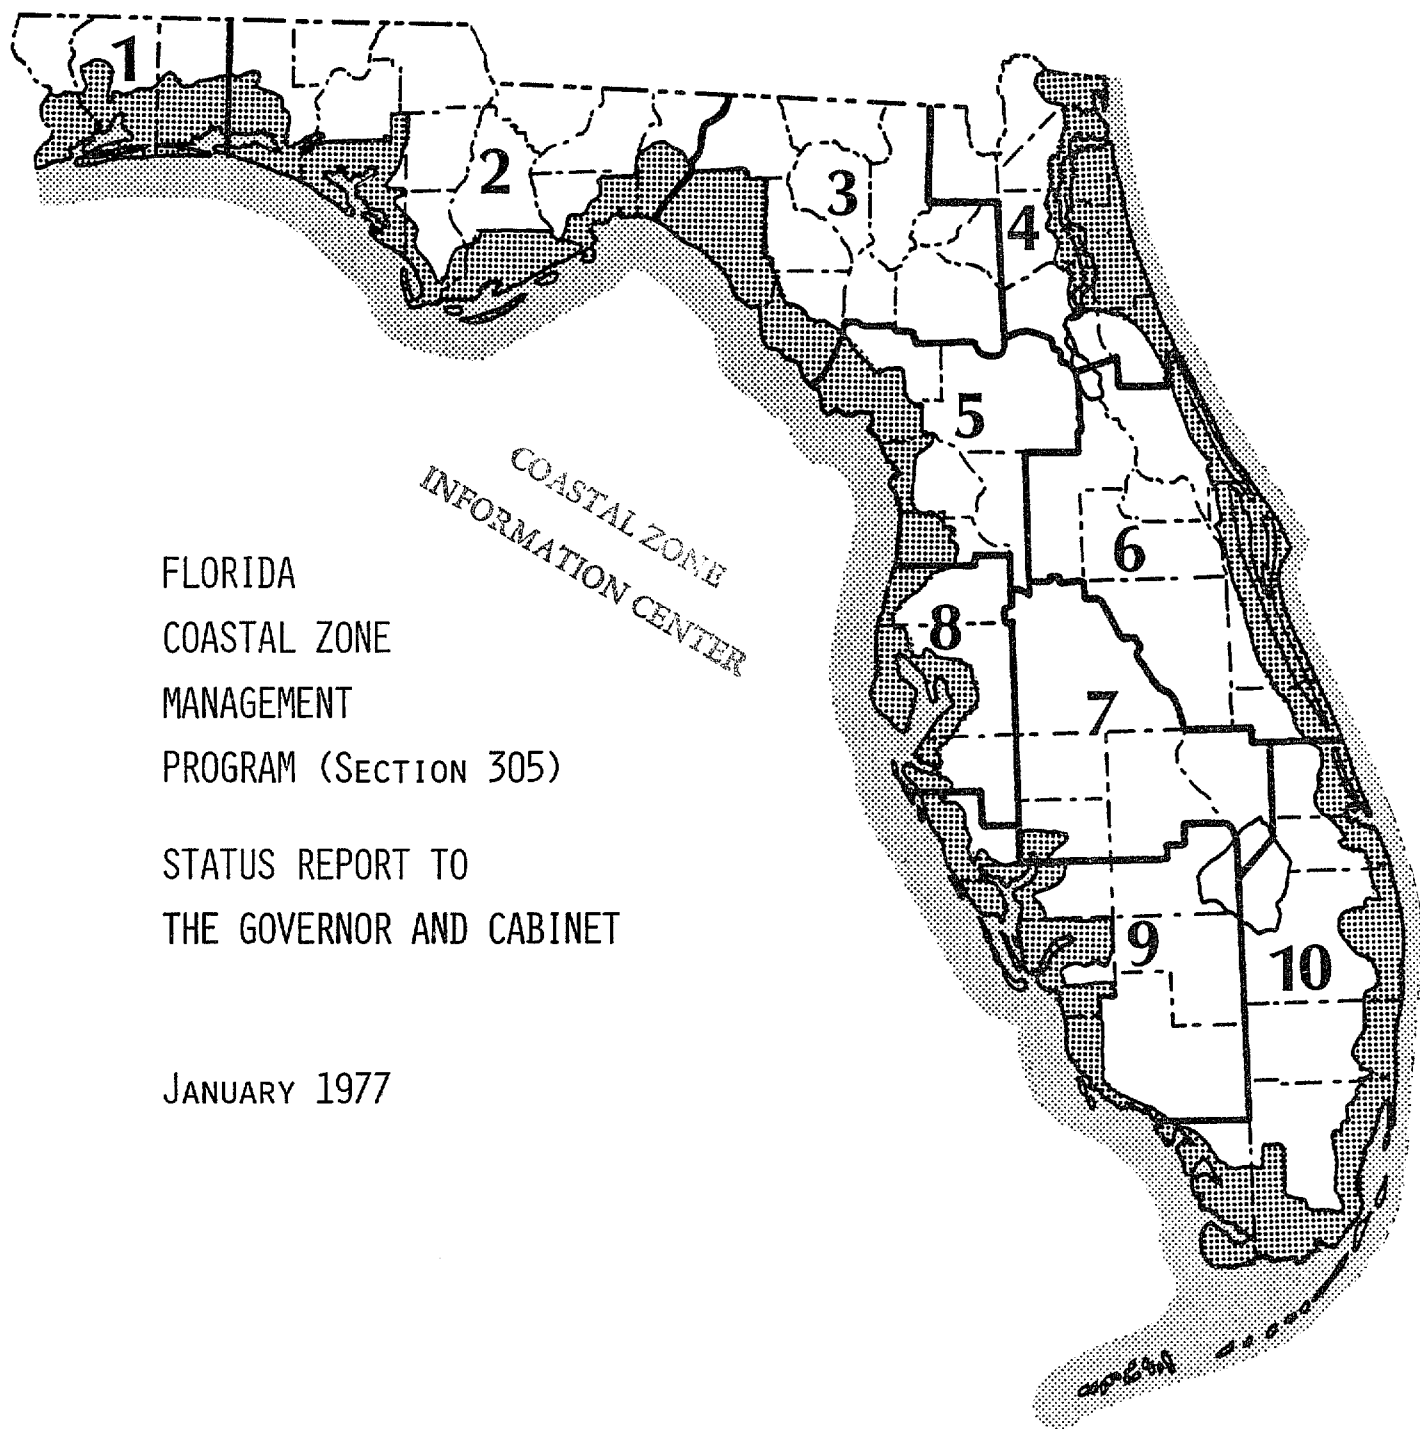 1
2
3
4
5
6
7
8
9
10
COASTAL ZONE
INFORMATION CENTER
FLORIDA
COASTAL ZONE
MANAGEMENT
PROGRAM (SECTION 305)
STATUS REPORT TO
THE GOVERNOR AND CABINET
JANUARY 1977